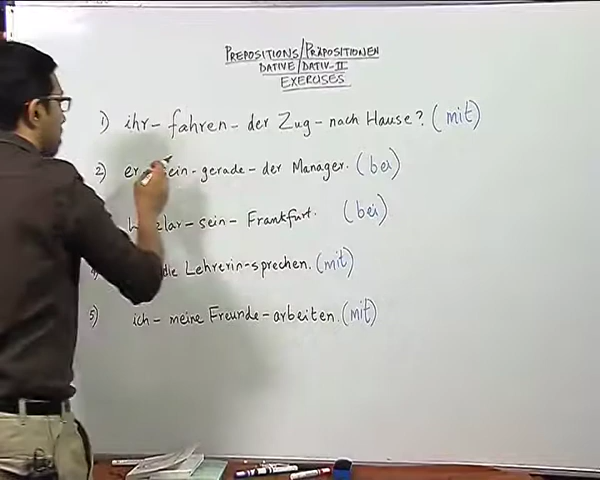 PREPOSITIONS/PRÄPOSITIONEN
DATIVE/DATIV-II
EXERCISES
1) ihr - fahren - der Zug - nach Hause? (mit)
2) er - sein - gerade - der Manager. (bei)
- sein - Frankfurt. (bei)
die Lehrerin - sprechen. (mit)
5) ich - meine Freunde - arbeiten. (mit)